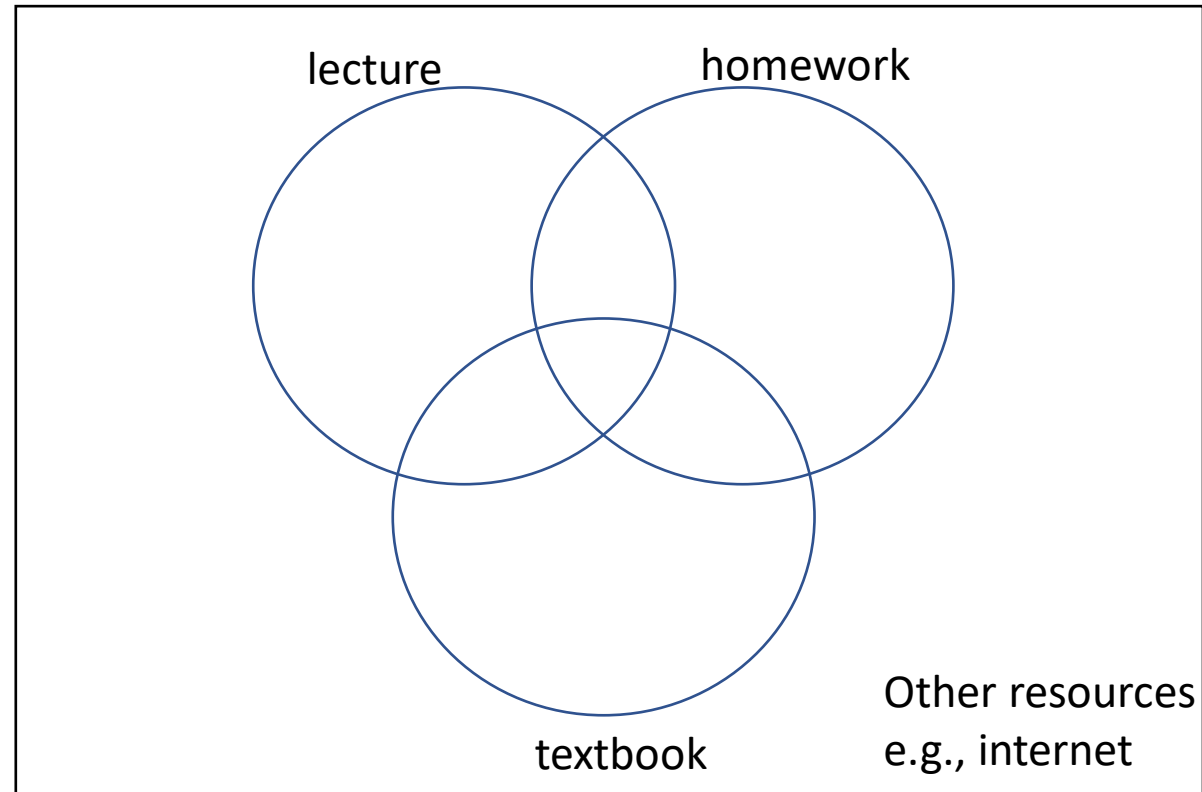 lecture
homework
textbook
Other resources
e.g., internet